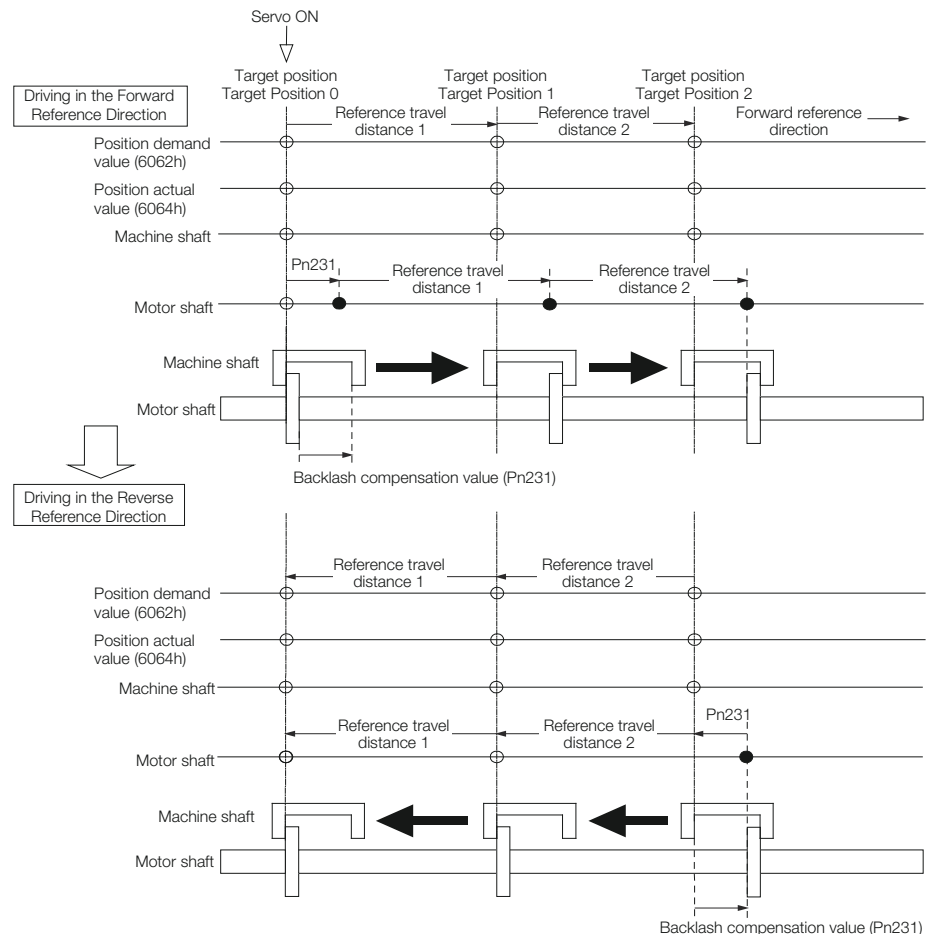 Servo ON
Target position
Target Position 0
Target position
Target Position 1
Target position
Target Position 2
Driving in the Forward
Reference Direction
Reference travel
distance 1
Reference travel
distance 2
Forward reference
direction
Position demand
value (6062h)
Position actual
value (6064h)
Machine shaft
Pn231
Reference travel
distance 1
Reference travel
distance 2
Motor shaft
Machine shaft
Motor shaft
Backlash compensation value (Pn231)
Driving in the Reverse
Reference Direction
Reference travel
distance 1
Reference travel
distance 2
Position demand
value (6062h)
Position actual
value (6064h)
Machine shaft
Reference travel
distance 1
Reference travel
distance 2
Pn231
Motor shaft
Machine shaft
Motor shaft
Backlash compensation value (Pn231)